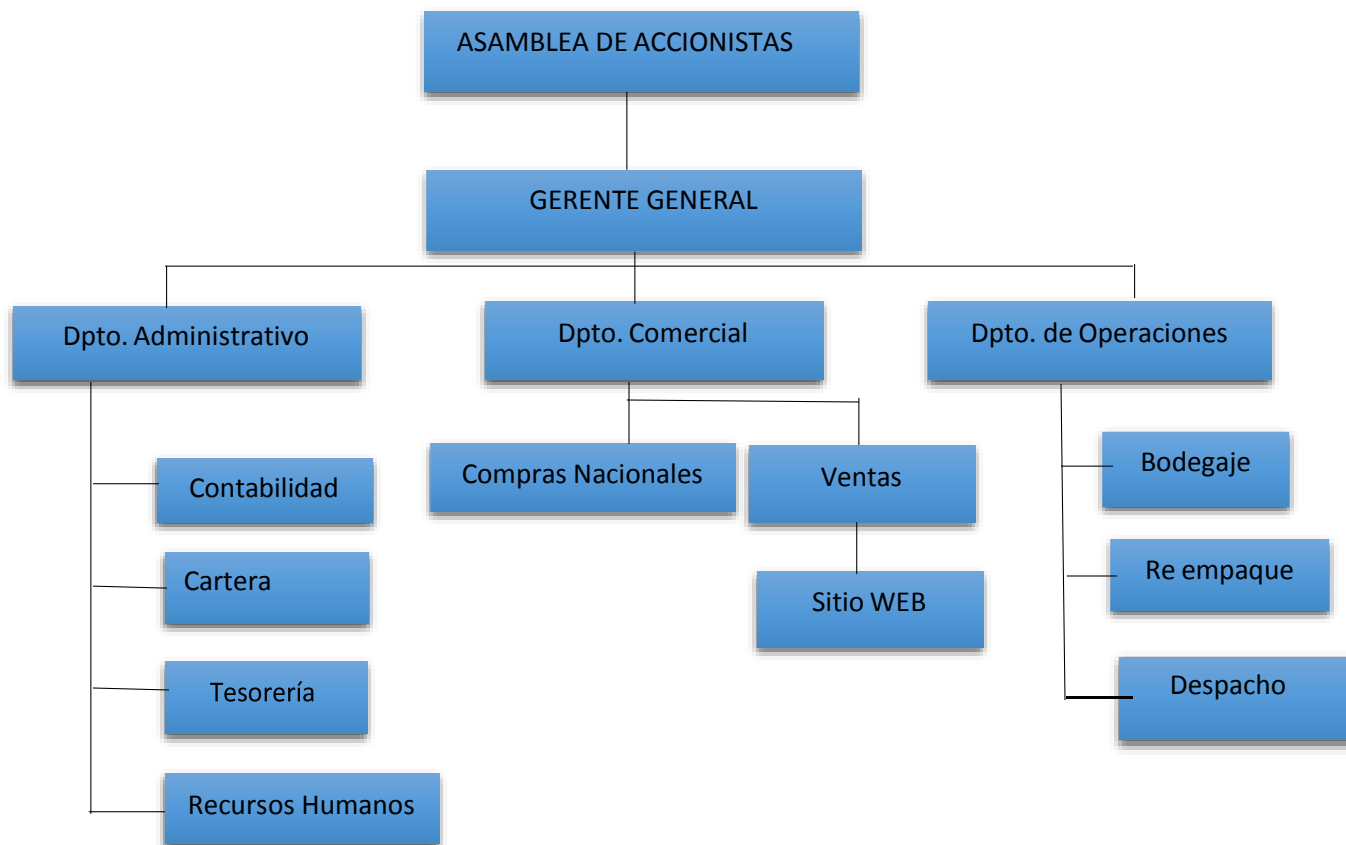 ASAMBLEA DE ACCIONISTAS
GERENTE GENERAL
Dpto. Administrativo
Dpto. Comercial
Dpto. de Operaciones
Contabilidad
Cartera
Tesorería
Recursos Humanos
Compras Nacionales
Ventas
Sitio WEB
Bodegaje
Re empaque
Despacho